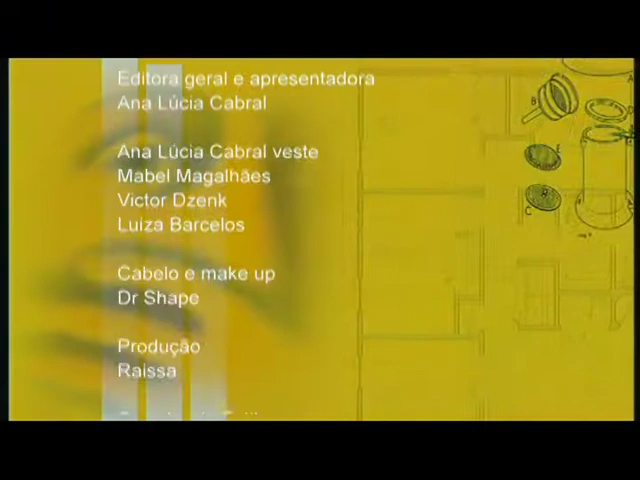 Editora geral e apresentadora
Ana Lúcia Cabral
Ana Lúcia Cabral veste
Mabel Magalhães
Victor Dzenk
Luiza Barcelos
Cabelo e make up
Dr Shape
Produção
Raissa
B
E
B
C
A